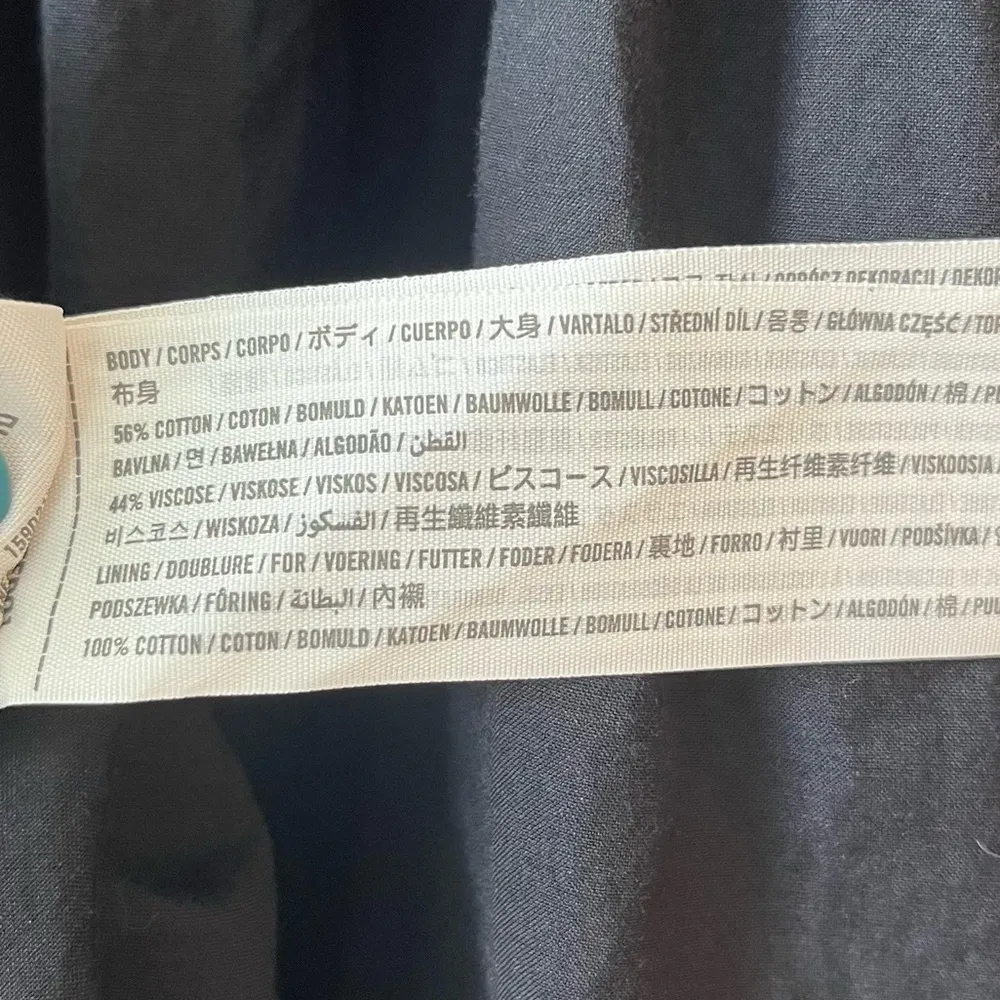 ОPRÓCZ DEKORACJI / DEKOR
BODY / CORPS / CORPO / ボディ / CUERPO / 大身 / VARTALO / STŘEDNÍ DÍL / 몸통 / GŁÓWNA CZĘŚĆ /
布身
56% COTTON / COTON / BOMULD / KATOEN / BAUMWOLLE / BOMULL / COTONE / コットン / ALGODÓN / 棉 /
BAVLNA / 면 / BAWEŁNA / ALGODÃO / القطن
44% VISCOSE / VISKOSE / VISKOS / VISCOSA / ビスコース / VISCOSILLA / 再生纤维素纤维 / VISKOOSIA /
비스코스 / WISKOZA / الفسكوز / 再生纖維素纖維
LINING / DOUBLURE / FOR / VOERING / FUTTER / FODER / FODERA / 裏地 / FORRO / 衬里 / VUORI / PODŠÍVKA /
PODSZEWKA / FÔRING / البطانة / 內襯
100% COTTON / COTON / BOMULD / KATOEN / BAUMWOLLE / BOMULL / COTONE / コットン / ALGODÓN / 棉 /